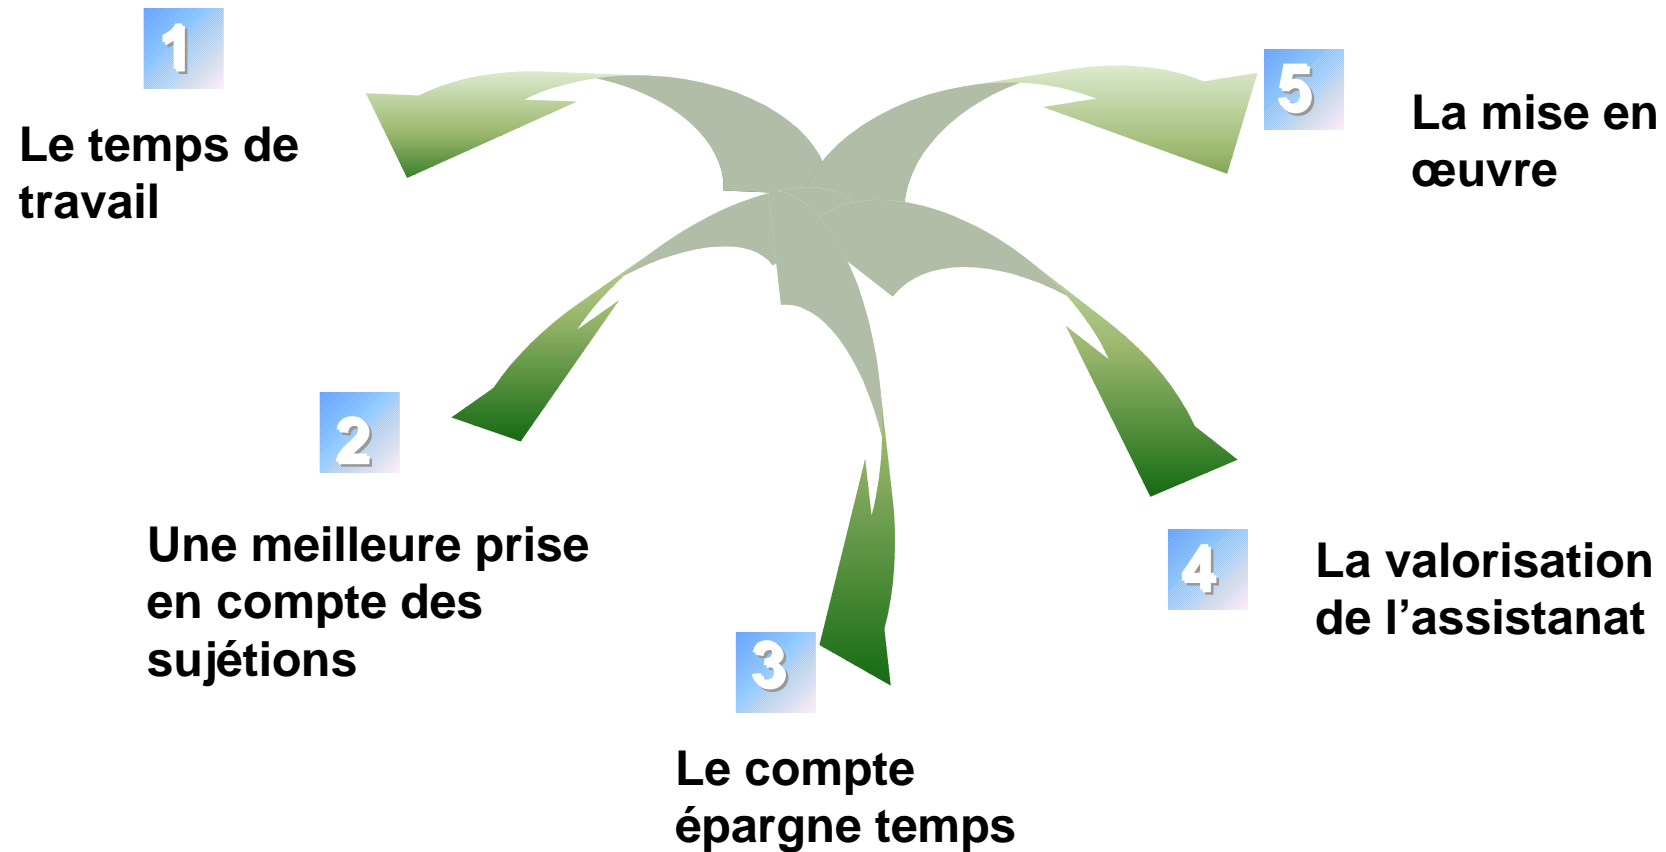 1
Le temps de
travail
2
Une meilleure prise
en compte des
sujétions
3
Le compte
épargne temps
4
La valorisation
de l’assistanat
5
La mise en
œuvre